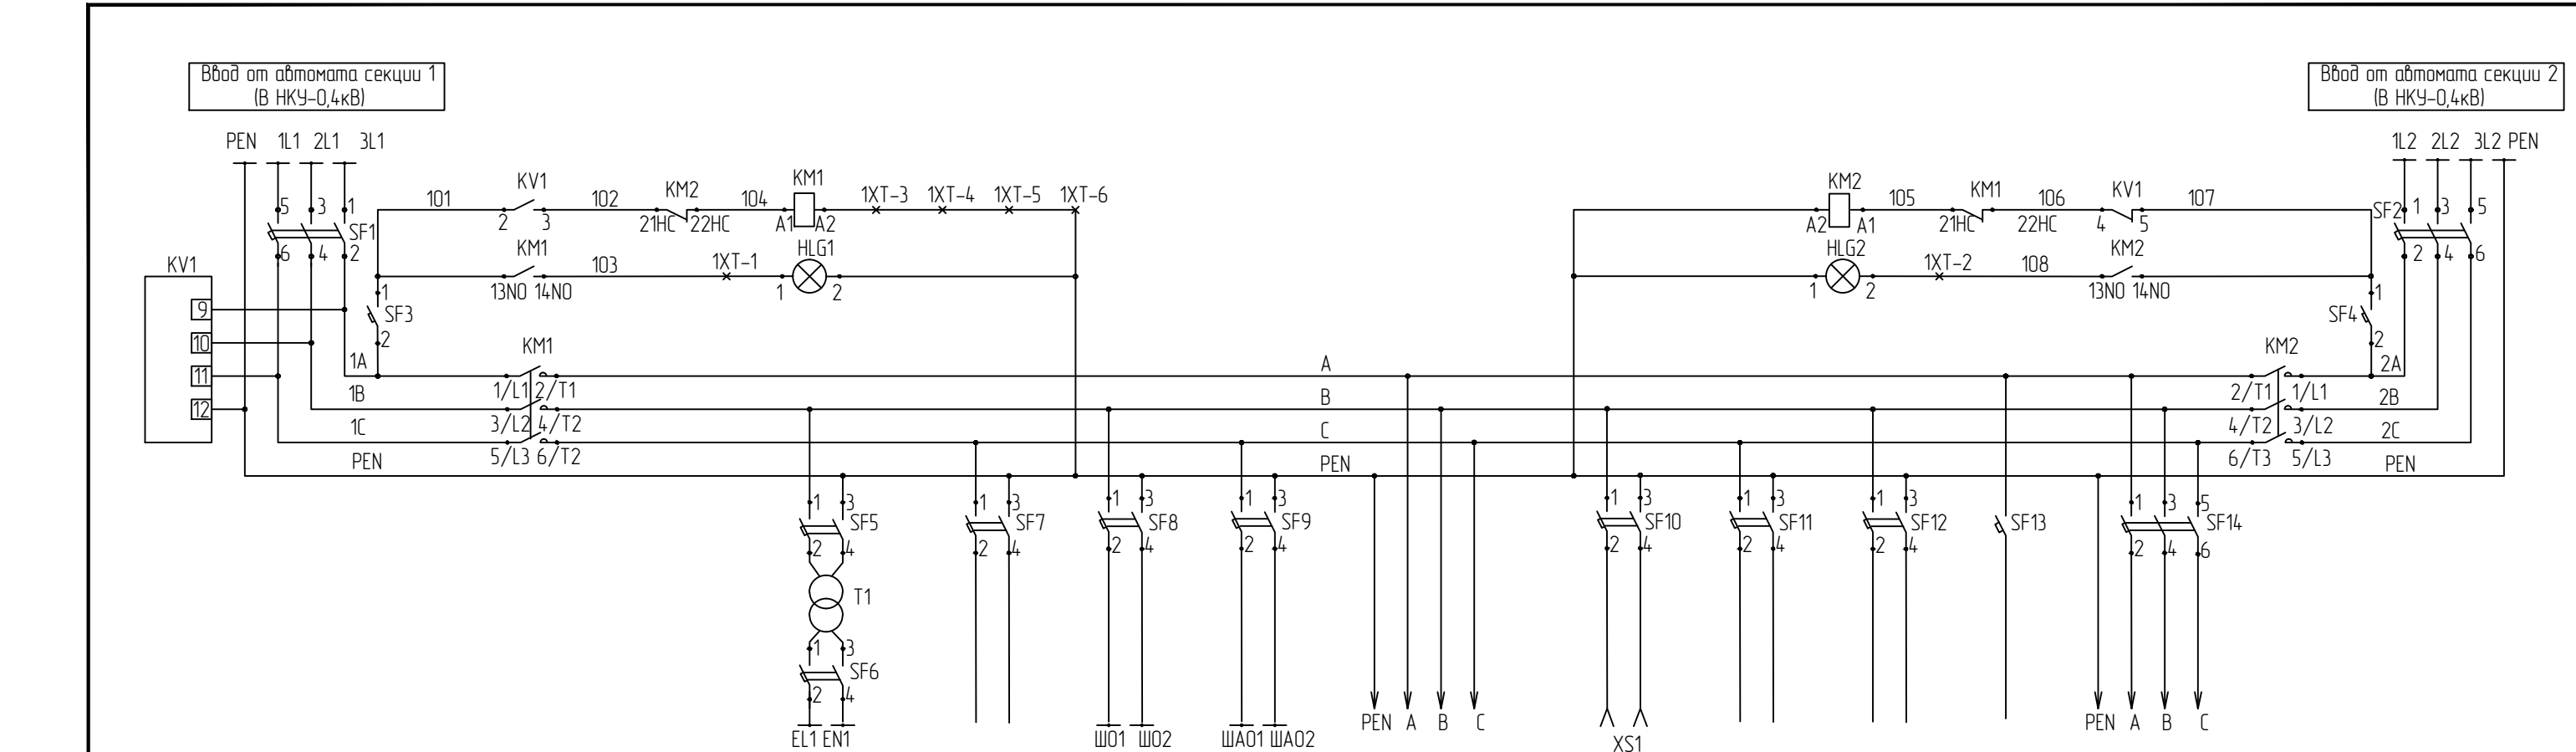 Ввод от автомата секции 1
(В НКУ-0,4кВ)
Ввод от автомата секции 2
(В НКУ-0,4кВ)
PEN 1L1 2L1 3L1
1L2 2L2 3L2 PEN
KV1 KM2 KM1 1XT-3 1XT-4 1XT-5 1XT-6
101 102 104
2 3 21НС 22НС A1 A2
KM2 KM1 KV1
105 106 107
A2 A1 21НС 22НС 4 5
5 3 1
SF1
6 4 2
SF2 1 3 5
2 4 6
KM1 HLG1
103 1XT-1
13NO 14NO 1 2
HLG2 KM2
1XT-2 108
1 2 13NO 14NO
KV1
9
10
11
12
1
SF3
2
1
SF4
2
KM1
KM2
1A 1/L1 2/T1 A 2/T1 1/L1 2A
1B 3/L2 4/T2 B 4/T2 3/L2 2B
1C 5/L3 6/T2 C 6/T3 5/L3 2C
PEN PEN PEN
1 3 1 3 1 3 1 3 1 3 1 3 1 3 1 3 5
SF5 SF7 SF8 SF9 SF10 SF11 SF12 SF13 SF14
2 4 2 4 2 4 2 4 2 4 2 4 2 4 2 4 6
T1
1 3
SF6
2 4
EL1 EN1 ШО1 ШО2 ШАО1 ШАО2 PEN A B C XS1 PEN A B C